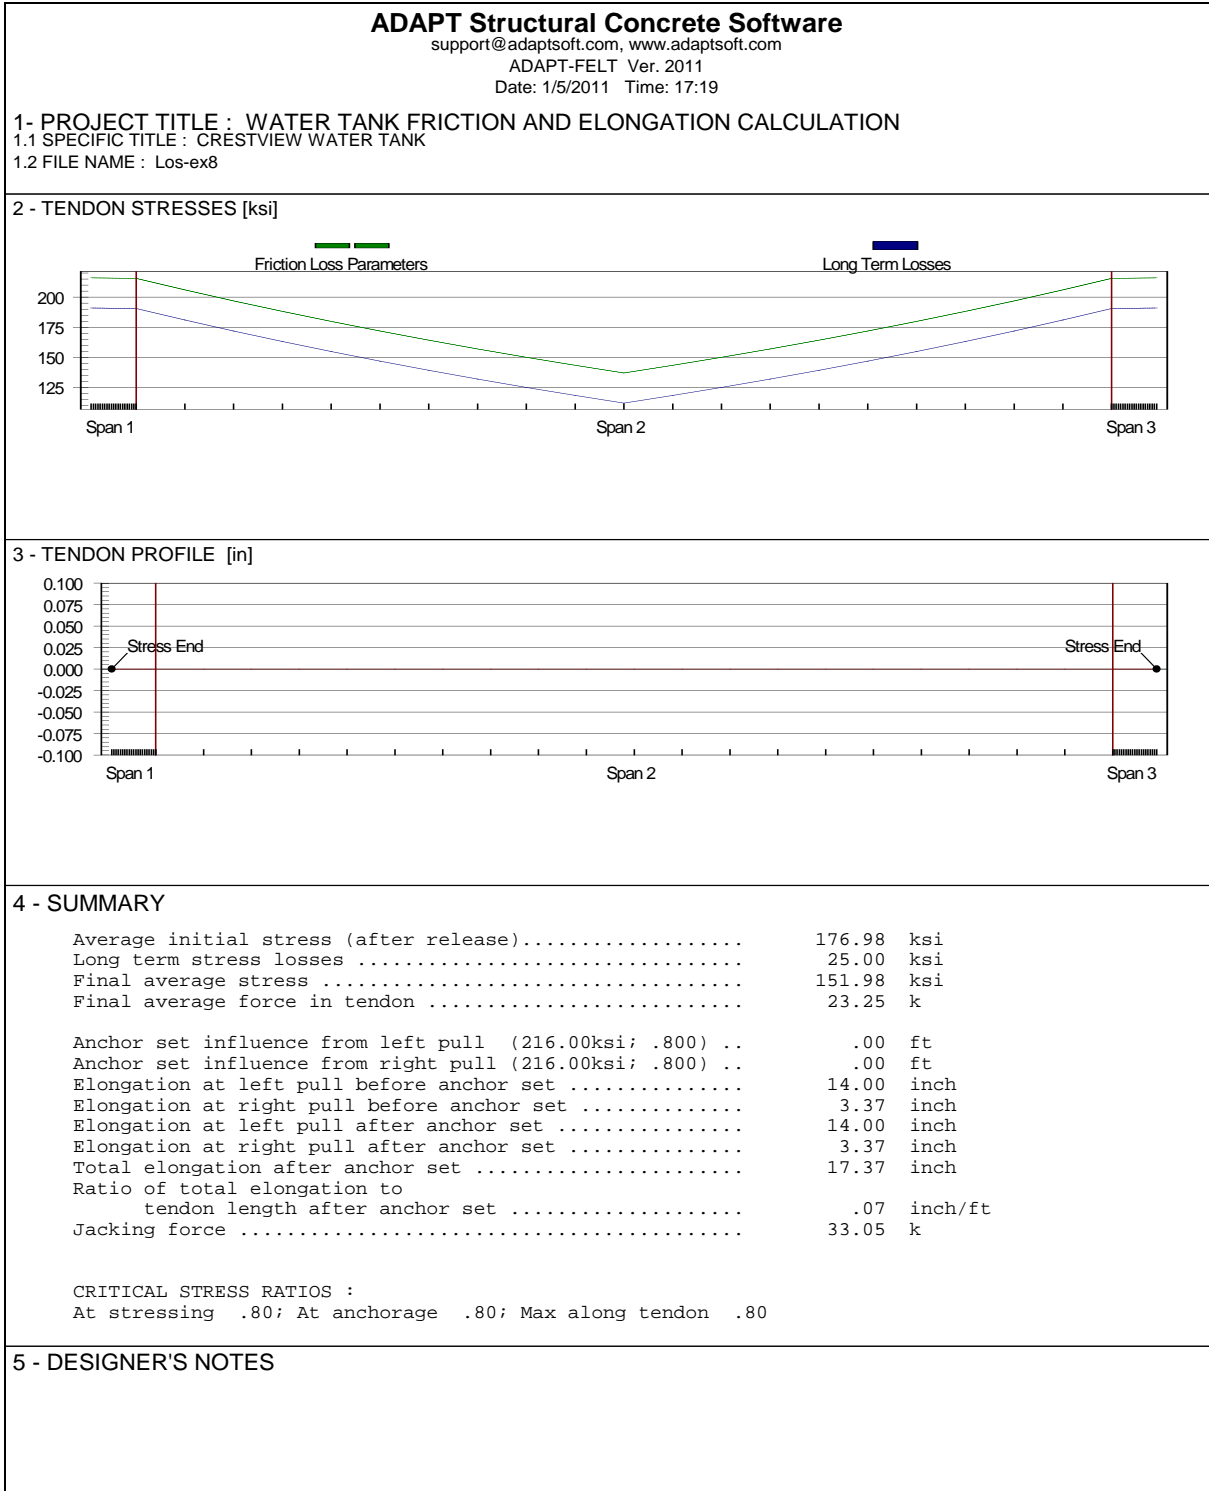 ADAPT Structural Concrete Software
support@adaptsoft.com, www.adaptsoft.com
ADAPT-FELT Ver. 2011
Date: 1/5/2011 Time: 17:19
1- PROJECT TITLE : WATER TANK FRICTION AND ELONGATION CALCULATION
1.1 SPECIFIC TITLE : CRESTVIEW WATER TANK
1.2 FILE NAME : Los-ex8
2 - TENDON STRESSES [ksi]
Friction Loss Parameters Long Term Losses
200
175
150
125
Span 1 Span 2 Span 3
3 - TENDON PROFILE [in]
0.100
0.075
0.050
0.025 Stress End Stress End
0.000
-0.025
-0.050
-0.075
-0.100
Span 1 Span 2 Span 3
4 - SUMMARY
Average initial stress (after release)................... 176.98 ksi
Long term stress losses ................................. 25.00 ksi
Final average stress .................................... 151.98 ksi
Final average force in tendon ........................... 23.25 k
Anchor set influence from left pull (216.00ksi; .800) .. .00 ft
Anchor set influence from right pull (216.00ksi; .800) .. .00 ft
Elongation at left pull before anchor set ............... 14.00 inch
Elongation at right pull before anchor set .............. 3.37 inch
Elongation at left pull after anchor set ................ 14.00 inch
Elongation at right pull after anchor set ............... 3.37 inch
Total elongation after anchor set ....................... 17.37 inch
Ratio of total elongation to
tendon length after anchor set .................... .07 inch/ft
Jacking force ........................................... 33.05 k
CRITICAL STRESS RATIOS :
At stressing .80; At anchorage .80; Max along tendon .80
5 - DESIGNER'S NOTES